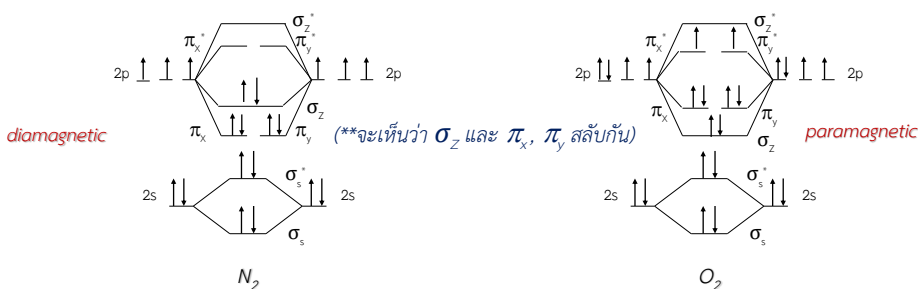 σz*
πx* πy*
2p 2p
σz
πx πy
diamagnetic
σs*
2s 2s
σs
N2
(**จะเห็นว่า σZ และ πx, πy สลับกัน)
σz*
πx* πy*
2p 2p
πx πy
σz
paramagnetic
σs*
2s 2s
σs
O2